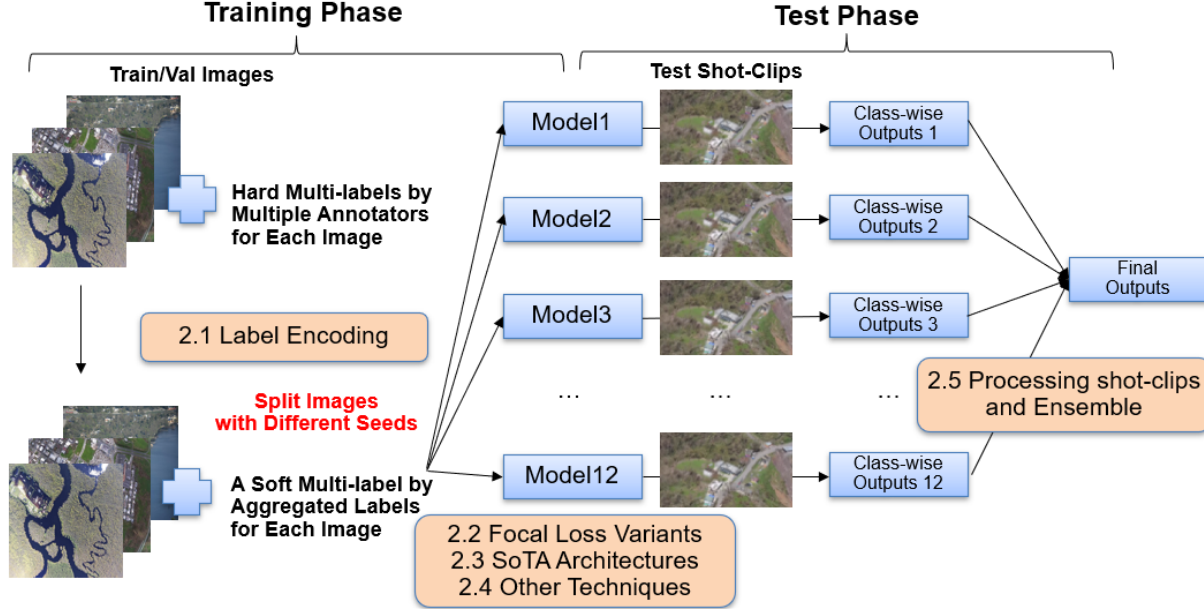 Training Phase
Test Phase
Train/Val Images
Test Shot-Clips
Hard Multi-labels by
Multiple Annotators
for Each Image
2.1 Label Encoding
Split Images
with Different Seeds
A Soft Multi-label by
Aggregated Labels
for Each Image
Model1
Class-wise
Outputs 1
Model2
Class-wise
Outputs 2
Model3
Class-wise
Outputs 3
...
...
...
Model12
Class-wise
Outputs 12
Final
Outputs
2.5 Processing shot-clips
and Ensemble
2.2 Focal Loss Variants
2.3 SoTA Architectures
2.4 Other Techniques